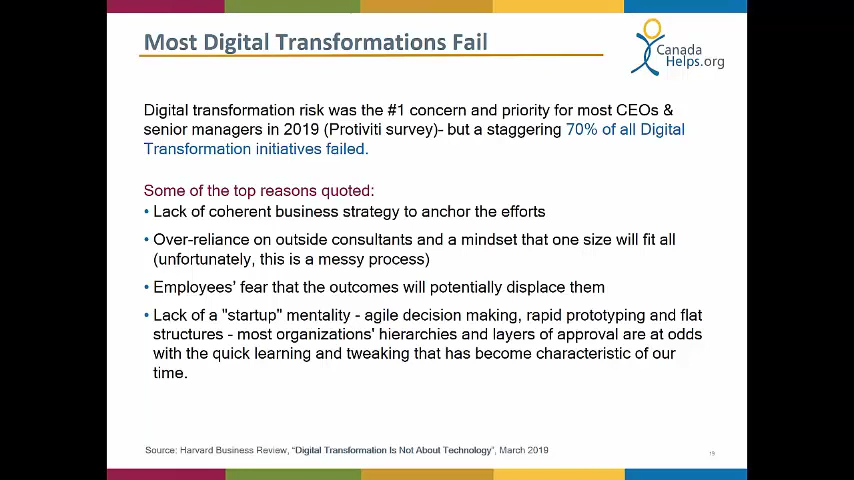 Most Digital Transformations Fail
Canada
Helps.org
Digital transformation risk was the #1 concern and priority for most CEOs &
senior managers in 2019 (Protiviti survey)- but a staggering 70% of all Digital
Transformation initiatives failed.
Some of the top reasons quoted:
• Lack of coherent business strategy to anchor the efforts
• Over-reliance on outside consultants and a mindset that one size will fit all
(unfortunately, this is a messy process)
• Employees' fear that the outcomes will potentially displace them
• Lack of a "startup" mentality - agile decision making, rapid prototyping and flat
structures - most organizations' hierarchies and layers of approval are at odds
with the quick learning and tweaking that has become characteristic of our
time.
Source: Harvard Business Review, "Digital Transformation Is Not About Technology", March 2019
19